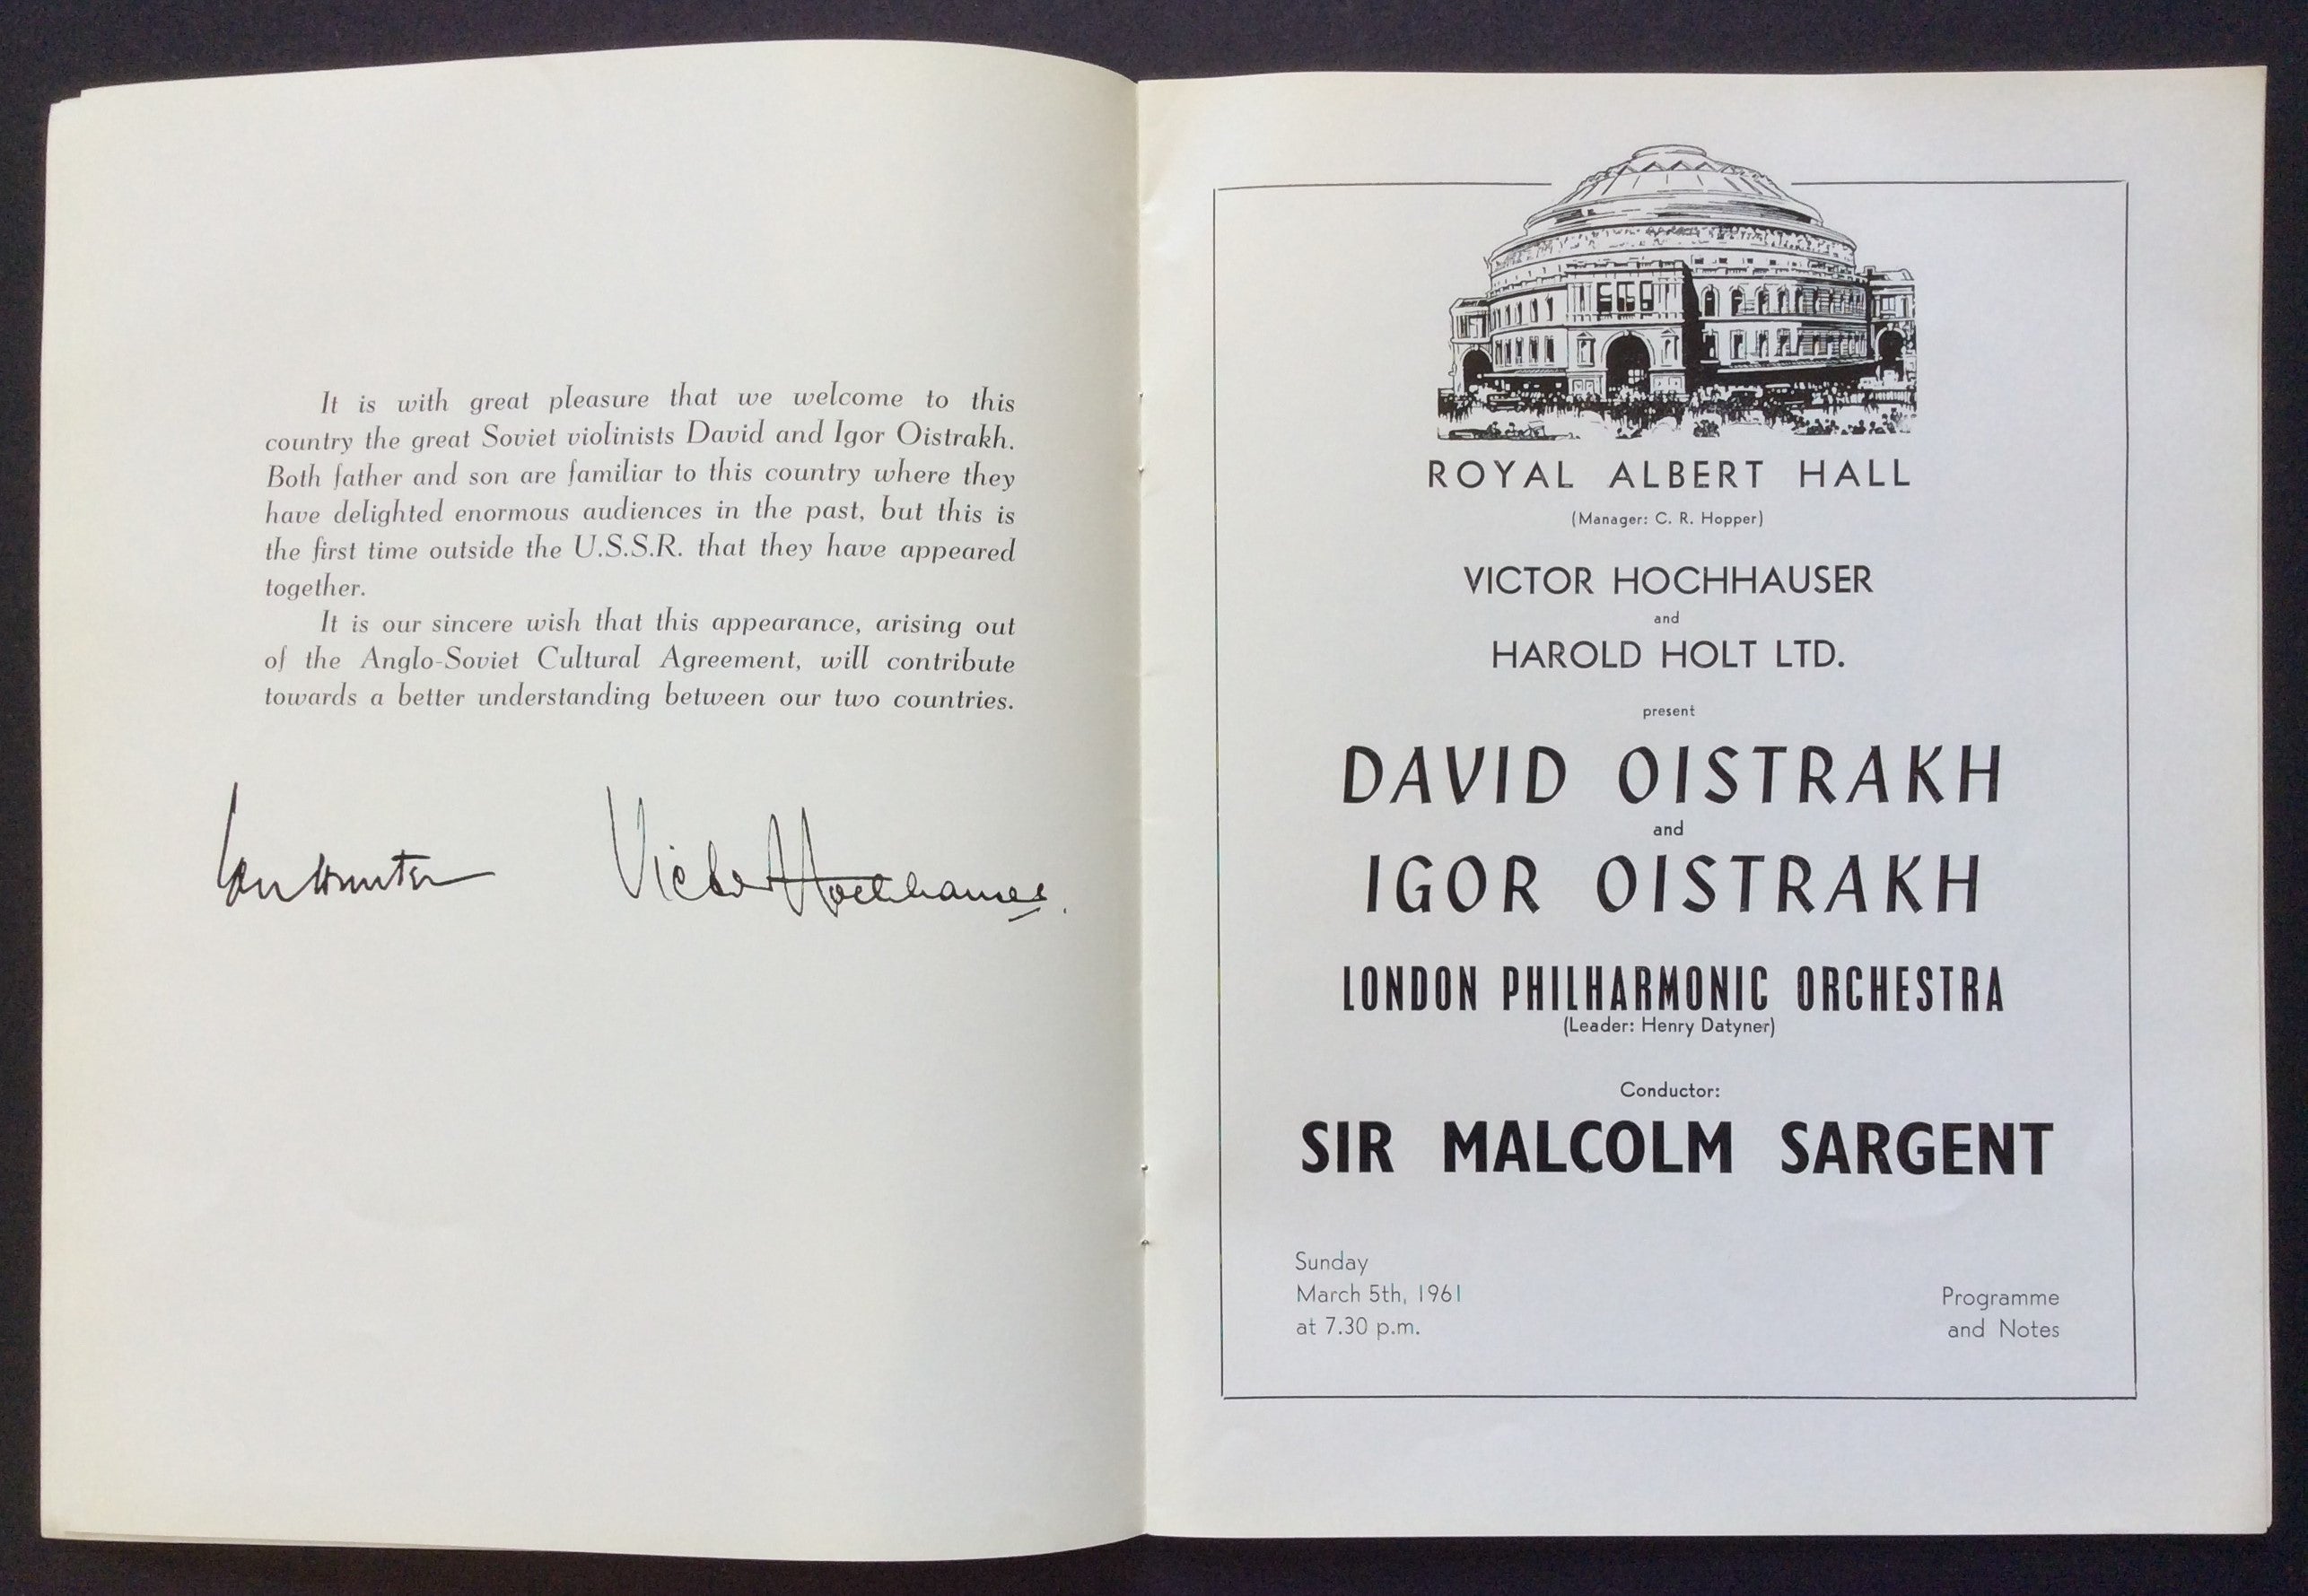 It is with great pleasure that we welcome to this
country the great Soviet violinists David and Igor Oistrakh.
Both father and son are familiar to this country where they
have delighted enormous audiences in the past, but this is
the first time outside the U.S.S.R. that they have appeared
together.
It is our sincere wish that this appearance, arising out
of the Anglo-Soviet Cultural Agreement, will contribute
towards a better understanding between our two countries.
Victor Hochhauser.
ROYAL ALBERT HALL
(Manager: C. R. Hopper)
VICTOR HOCHHAUSER
and
HAROLD HOLT LTD.
present
DAVID OISTRAKH
and
IGOR OISTRAKH
LONDON PHILHARMONIC ORCHESTRA
(Leader: Henry Datyner)
Conductor:
SIR MALCOLM SARGENT
Sunday
March 5th, 1961
at 7.30 p.m.
Programme
and Notes